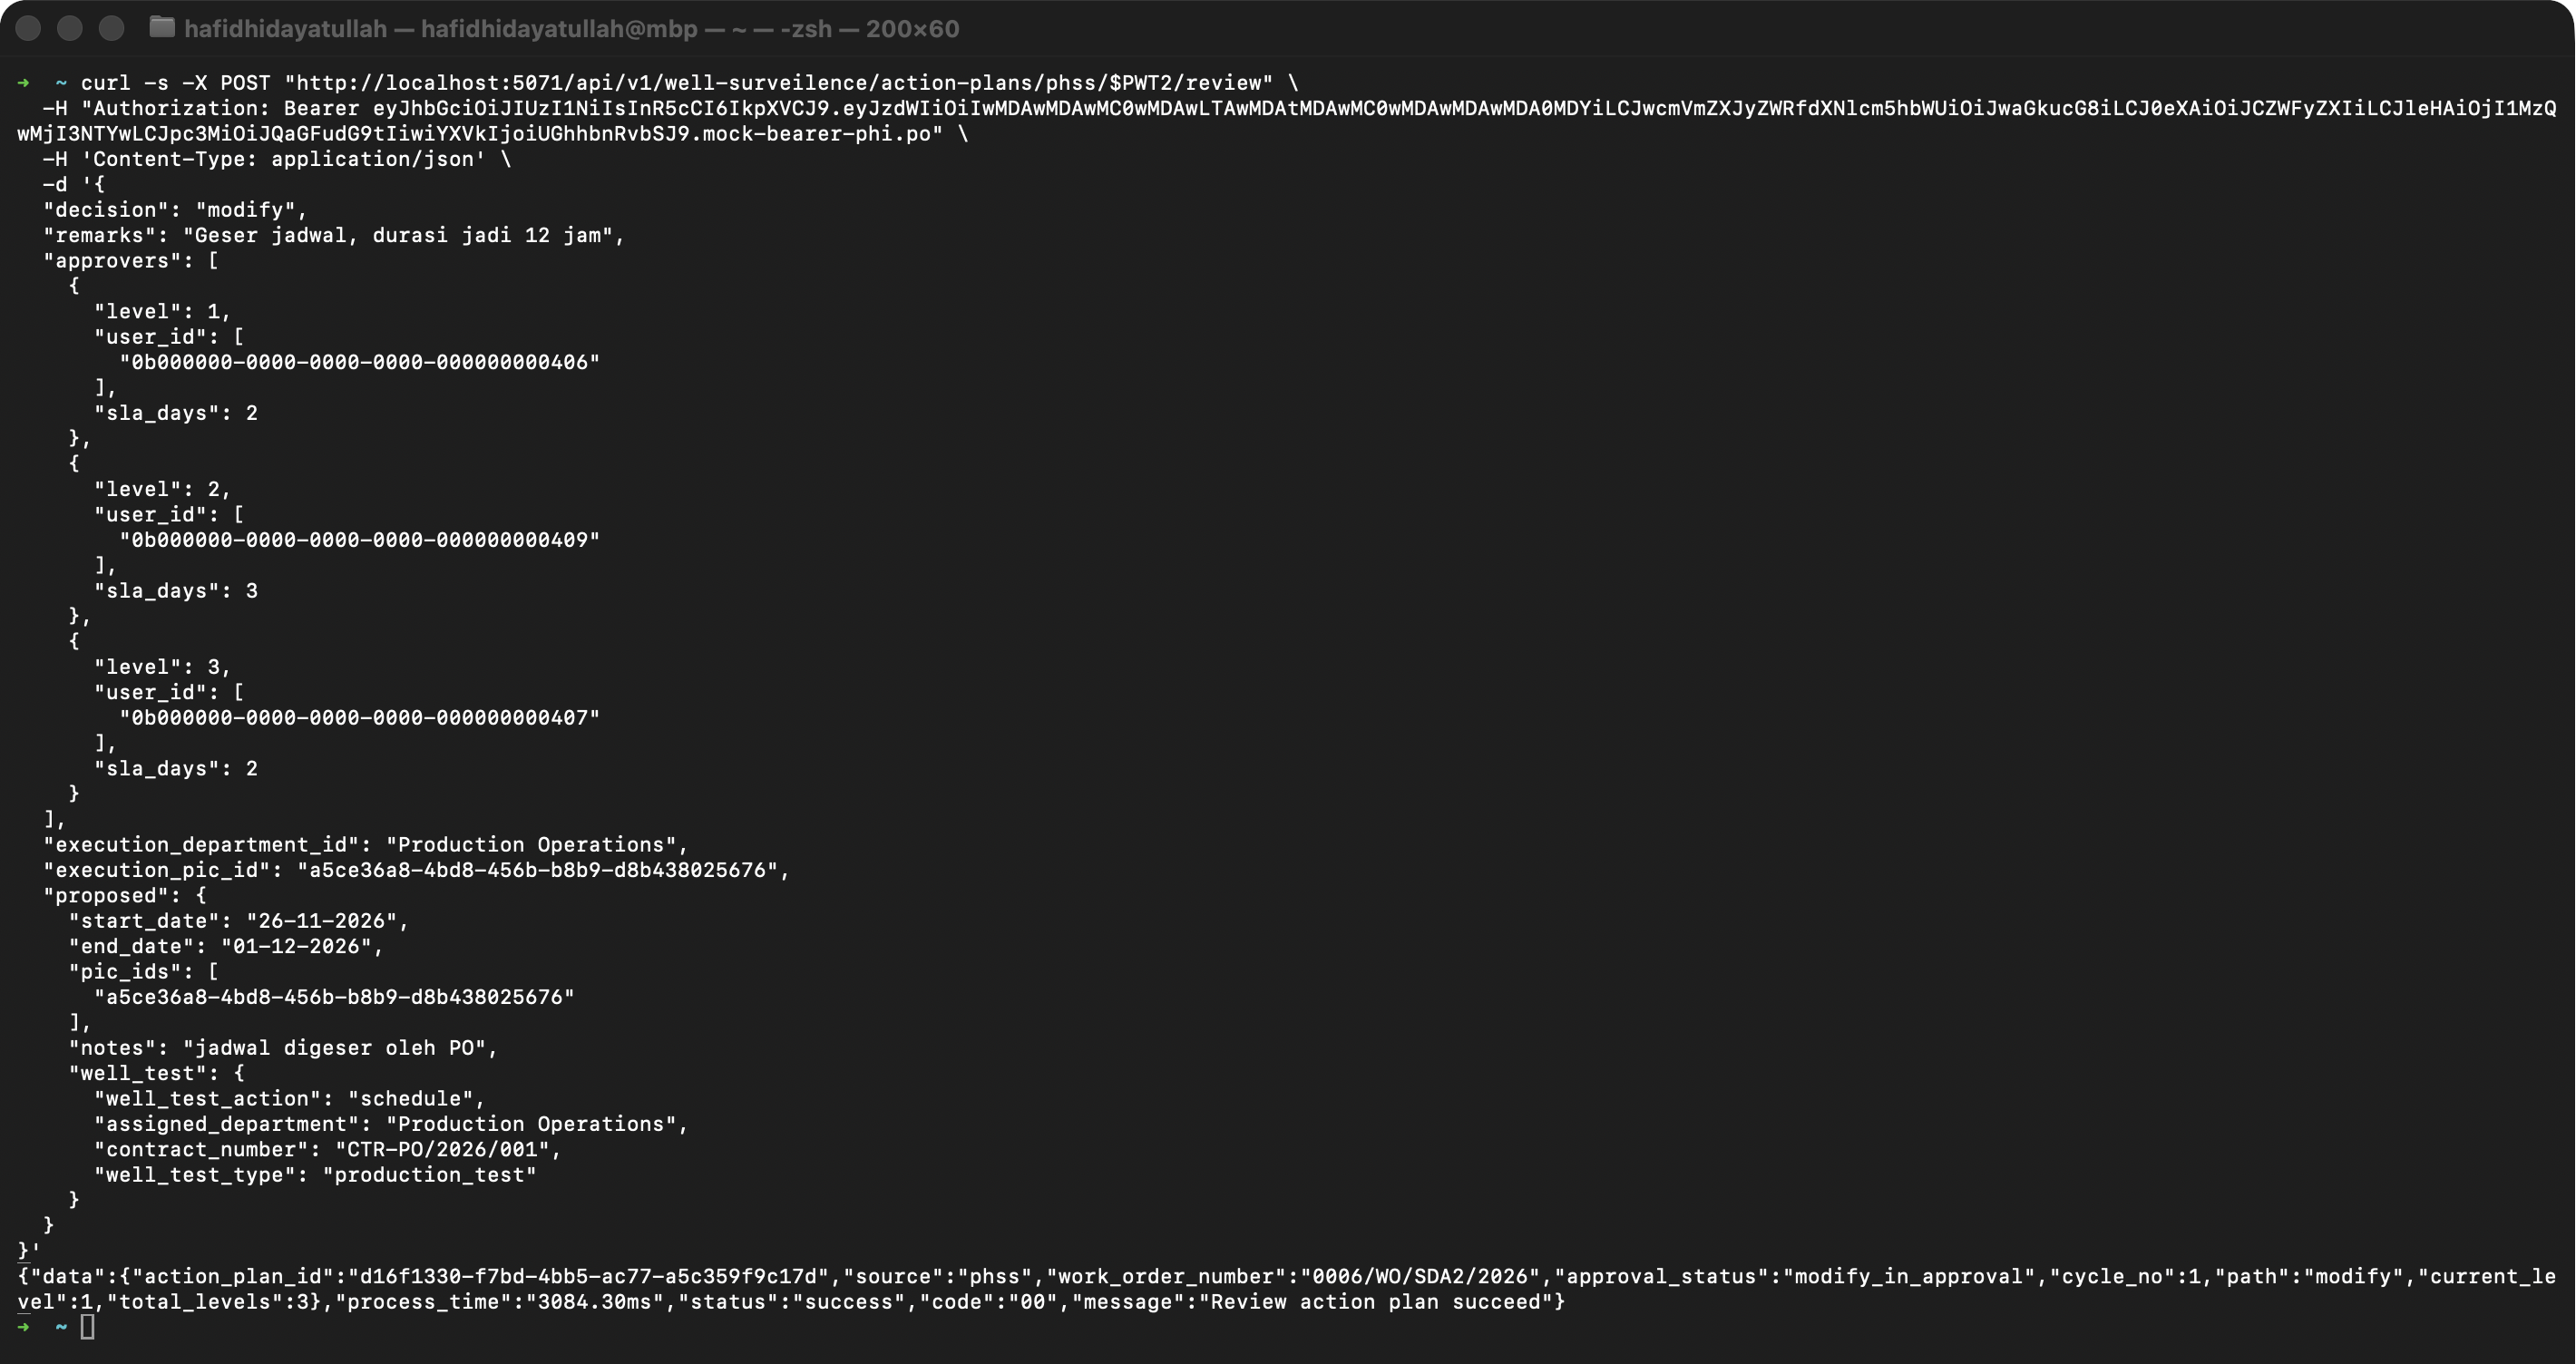 hafidhidayatullah — hafidhidayatullah@mbp — ~ — -zsh — 200×60
➜  ~ curl -s -X POST "http://localhost:5071/api/v1/well-surveilence/action-plans/phss/$PWT2/review" \
  -H "Authorization: Bearer eyJhbGciOiJIUzI1NiIsInR5cCI6IkpXVCJ9.eyJzdWIiOiIwMDAwMDAwMC0wMDAwLTAwMDAtMDAwMC0wMDAwMDAwMDA0MDYiLCJwcmVmZXJyZWRfdXNlcm5hbWUiOiJwaGkucG8iLCJ0eXAiOiJCZWFyZXIiLCJleHAiOjI1MzQ
wMjI3NTYwLCJpc3MiOiJQaGFudG9tIiwiYXVkIjoiUGhhbnRvbSJ9.mock-bearer-phi.po" \
  -H 'Content-Type: application/json' \
  -d '{
  "decision": "modify",
  "remarks": "Geser jadwal, durasi jadi 12 jam",
  "approvers": [
    {
      "level": 1,
      "user_id": [
        "0b000000-0000-0000-0000-000000000406"
      ],
      "sla_days": 2
    },
    {
      "level": 2,
      "user_id": [
        "0b000000-0000-0000-0000-000000000409"
      ],
      "sla_days": 3
    },
    {
      "level": 3,
      "user_id": [
        "0b000000-0000-0000-0000-000000000407"
      ],
      "sla_days": 2
    }
  ],
  "execution_department_id": "Production Operations",
  "execution_pic_id": "a5ce36a8-4bd8-456b-b8b9-d8b438025676",
  "proposed": {
    "start_date": "26-11-2026",
    "end_date": "01-12-2026",
    "pic_ids": [
      "a5ce36a8-4bd8-456b-b8b9-d8b438025676"
    ],
    "notes": "jadwal digeser oleh PO",
    "well_test": {
      "well_test_action": "schedule",
      "assigned_department": "Production Operations",
      "contract_number": "CTR-PO/2026/001",
      "well_test_type": "production_test"
    }
  }
}'
{"data":{"action_plan_id":"d16f1330-f7bd-4bb5-ac77-a5c359f9c17d","source":"phss","work_order_number":"0006/WO/SDA2/2026","approval_status":"modify_in_approval","cycle_no":1,"path":"modify","current_le
vel":1,"total_levels":3},"process_time":"3084.30ms","status":"success","code":"00","message":"Review action plan succeed"}
➜  ~